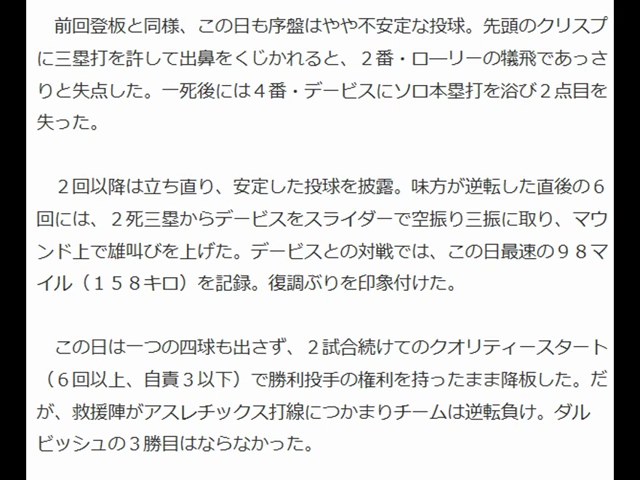 前回登板と同様、この日も序盤はやや不安定な投球。先頭のクリスプ
に三塁打を許して出鼻をくじかれると、２番・ローリーの犠飛であっさ
りと失点した。一死後には４番・デービスにソロ本塁打を浴び２点目を
失った。
２回以降は立ち直り、安定した投球を披露。味方が逆転した直後の６
回には、２死三塁からデービスをスライダーで空振り三振に取り、マウ
ンド上で雄叫びを上げた。デービスとの対戦では、この日最速の９８マ
イル（１５８キロ）を記録。復調ぶりを印象付けた。
この日は一つの四球も出さず、２試合続けてのクオリティースタート
（６回以上、自責３以下）で勝利投手の権利を持ったまま降板した。だ
が、救援陣がアスレチックス打線につかまりチームは逆転負け。ダル
ビッシュの３勝目はならなかった。